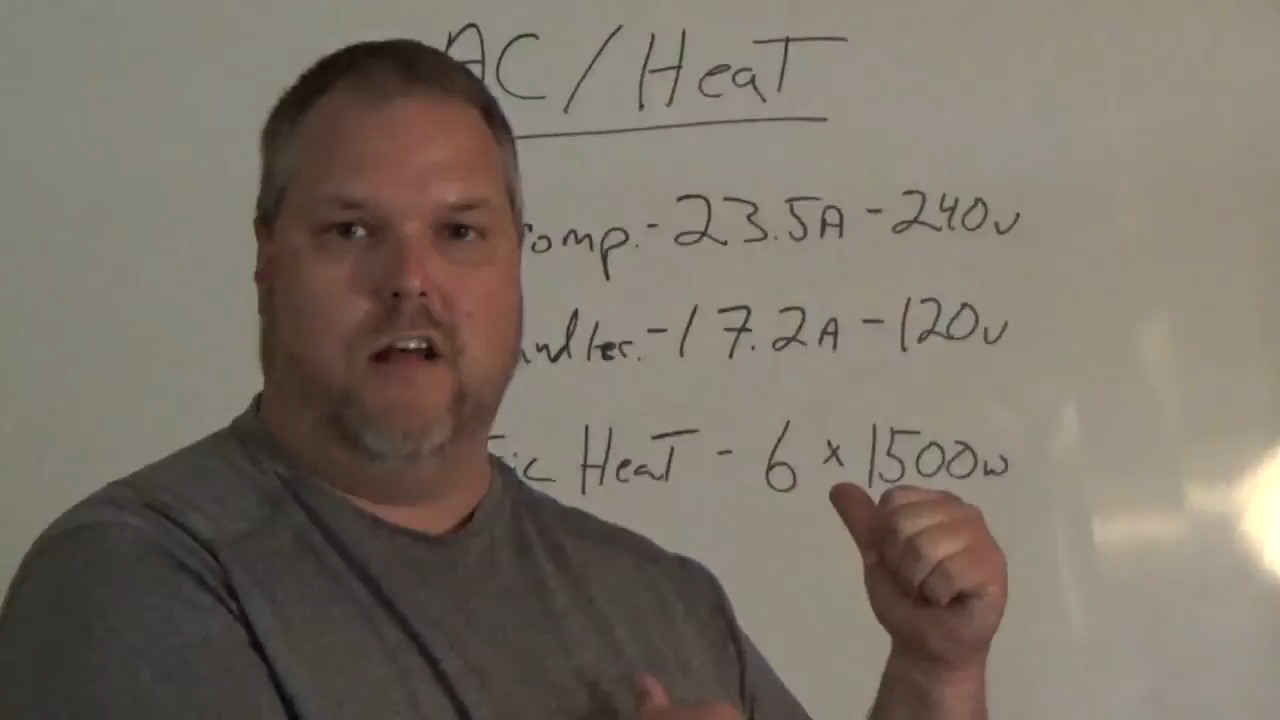 AC/HeaT
omp.-23.5A-240v
ndler.-17.2A-120v
ic HeaT - 6 x 1500w